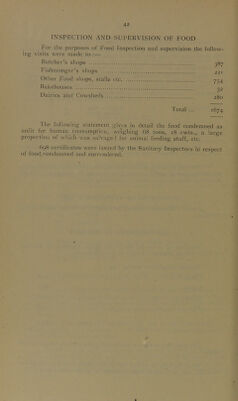 42
INSPECTION AND SUPERVISION OF FOOD
For the purposes of Food Inspection and supervision the follow-
ing visits were made to:—
Butcher's shops ... 387
Fishmonger's shops ... 221
Other Food shops, stalls etc. ... 754
Bakehouses ... 32
Dairies and Cowsheds ... 280
Total ... 1674
The following statement gives in detail the food condemned as
unfit for human consumption, weighing 68 tons, 18 cwts., a large
proportion of which was salvaged for animal feeding stuff, etc.
698 certificates were issued by the Sanitary Inspectors in respect
of food condemned and surrendered.